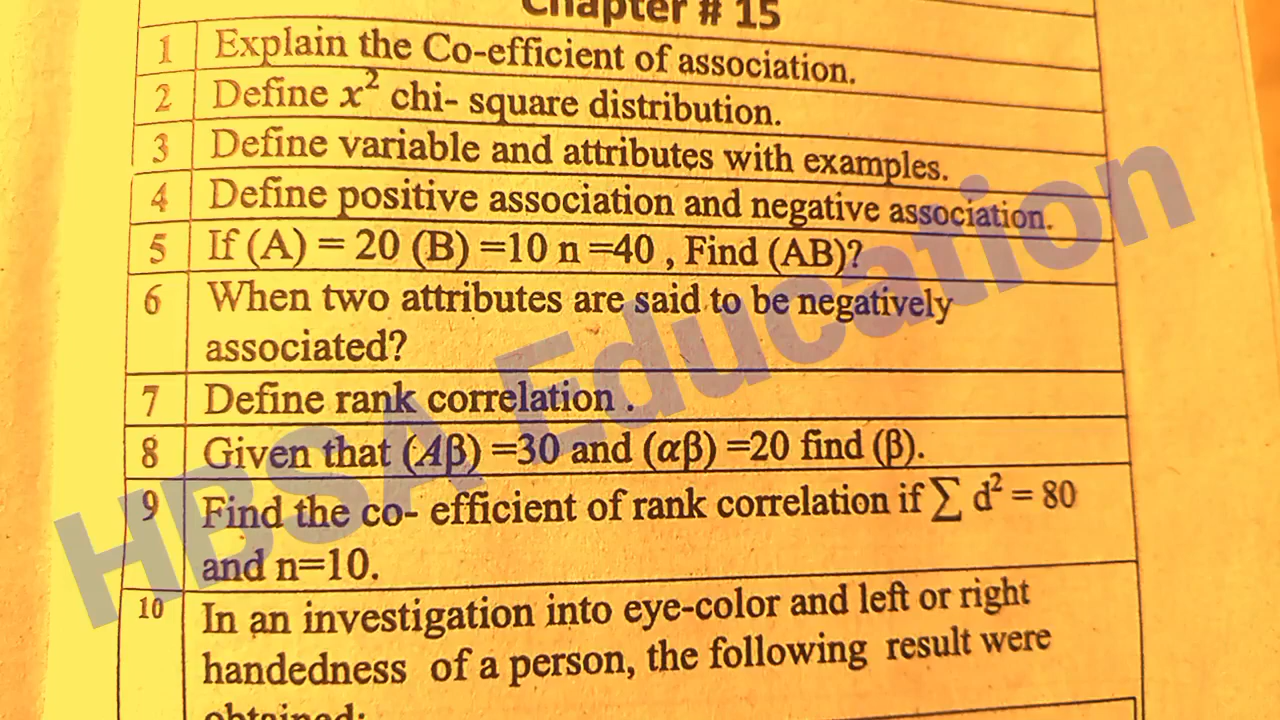 Chapter # 15
1 Explain the Co-efficient of association.
2 Define x² chi- square distribution.
3 Define variable and attributes with examples.
4 Define positive association and negative association.
5 If (A) = 20 (B) =10 n =40 , Find (AB)?
6 When two attributes are said to be negatively
associated?
7 Define rank correlation .
8 Given that (Aβ) =30 and (αβ) =20 find (β).
9 Find the co- efficient of rank correlation if ∑ d² = 80
and n=10.
10 In an investigation into eye-color and left or right
handedness of a person, the following result were
obtained:
HBSA Education